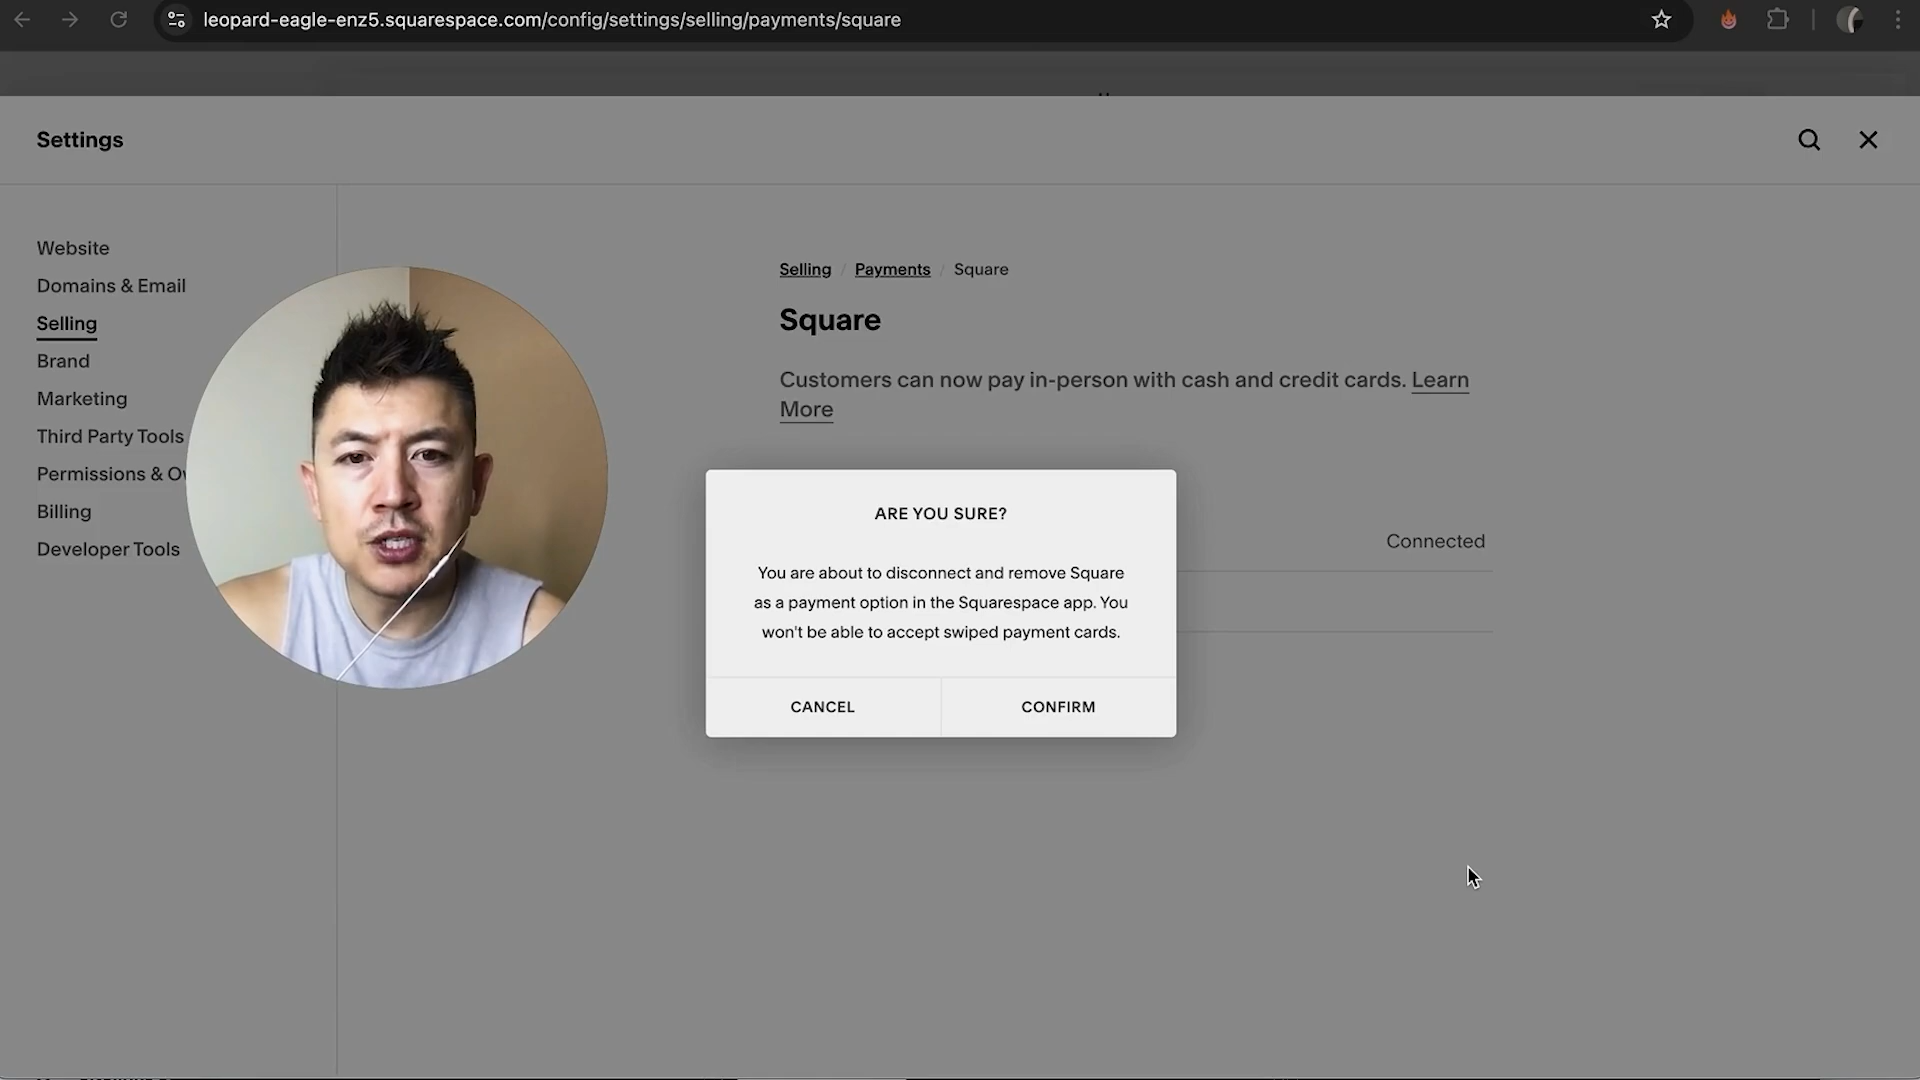 leopard-eagle-enz5.squarespace.com/config/settings/selling/payments/square
Settings
Website
Domains & Email
Selling
Brand
Marketing
Third Party Tools
Permissions &
Billing
Developer Tools
Selling / Payments / Square
Square
Customers can now pay in-person with cash and credit cards. Learn
More
Connected
ARE YOU SURE?
You are about to disconnect and remove Square
as a payment option in the Squarespace app. You
won't be able to accept swiped payment cards.
CANCEL
CONFIRM